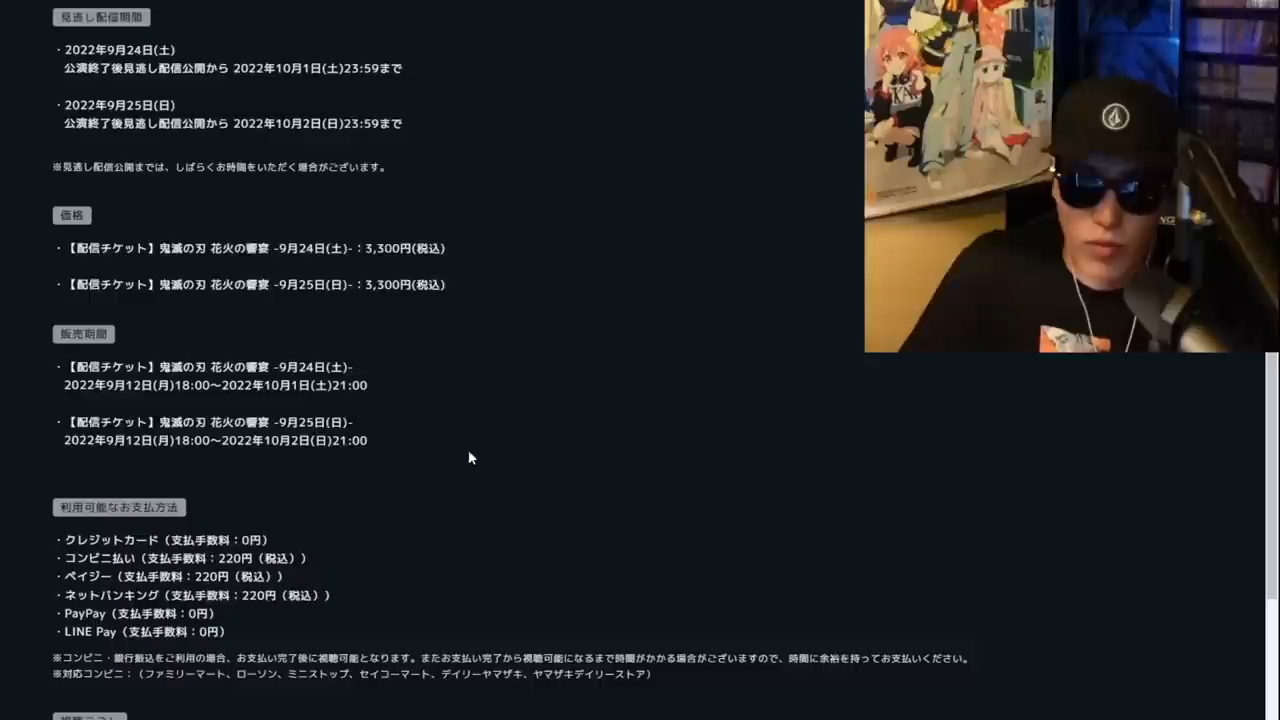 見逃し配信期間
・2022年9月24日(土)
公演終了後見逃し配信公開から 2022年10月1日(土)23:59まで
・2022年9月25日(日)
公演終了後見逃し配信公開から 2022年10月2日(日)23:59まで
※見逃し配信公開までは、しばらくお時間をいただく場合がございます。
価格
・【配信チケット】鬼滅の刃 花火の響宴 -9月24日(土)-：3,300円(税込)
・【配信チケット】鬼滅の刃 花火の響宴 -9月25日(日)-：3,300円(税込)
販売期間
・【配信チケット】鬼滅の刃 花火の響宴 -9月24日(土)-
2022年9月12日(月)18:00〜2022年10月1日(土)21:00
・【配信チケット】鬼滅の刃 花火の響宴 -9月25日(日)-
2022年9月12日(月)18:00〜2022年10月2日(日)21:00
利用可能なお支払方法
・クレジットカード（支払手数料：0円）
・コンビニ払い（支払手数料：220円（税込））
・ペイジー（支払手数料：220円（税込））
・ネットバンキング（支払手数料：220円（税込））
・PayPay（支払手数料：0円）
・LINE Pay（支払手数料：0円）
※コンビニ・銀行振込をご利用の場合、お支払い完了後に視聴可能となります。またお支払い完了から視聴可能になるまで時間がかかる場合がございますので、時間に余裕を持ってお支払いください。
※対応コンビニ：（ファミリーマート、ローソン、ミニストップ、セイコーマート、デイリーヤマザキ、ヤマザキデイリーストア）